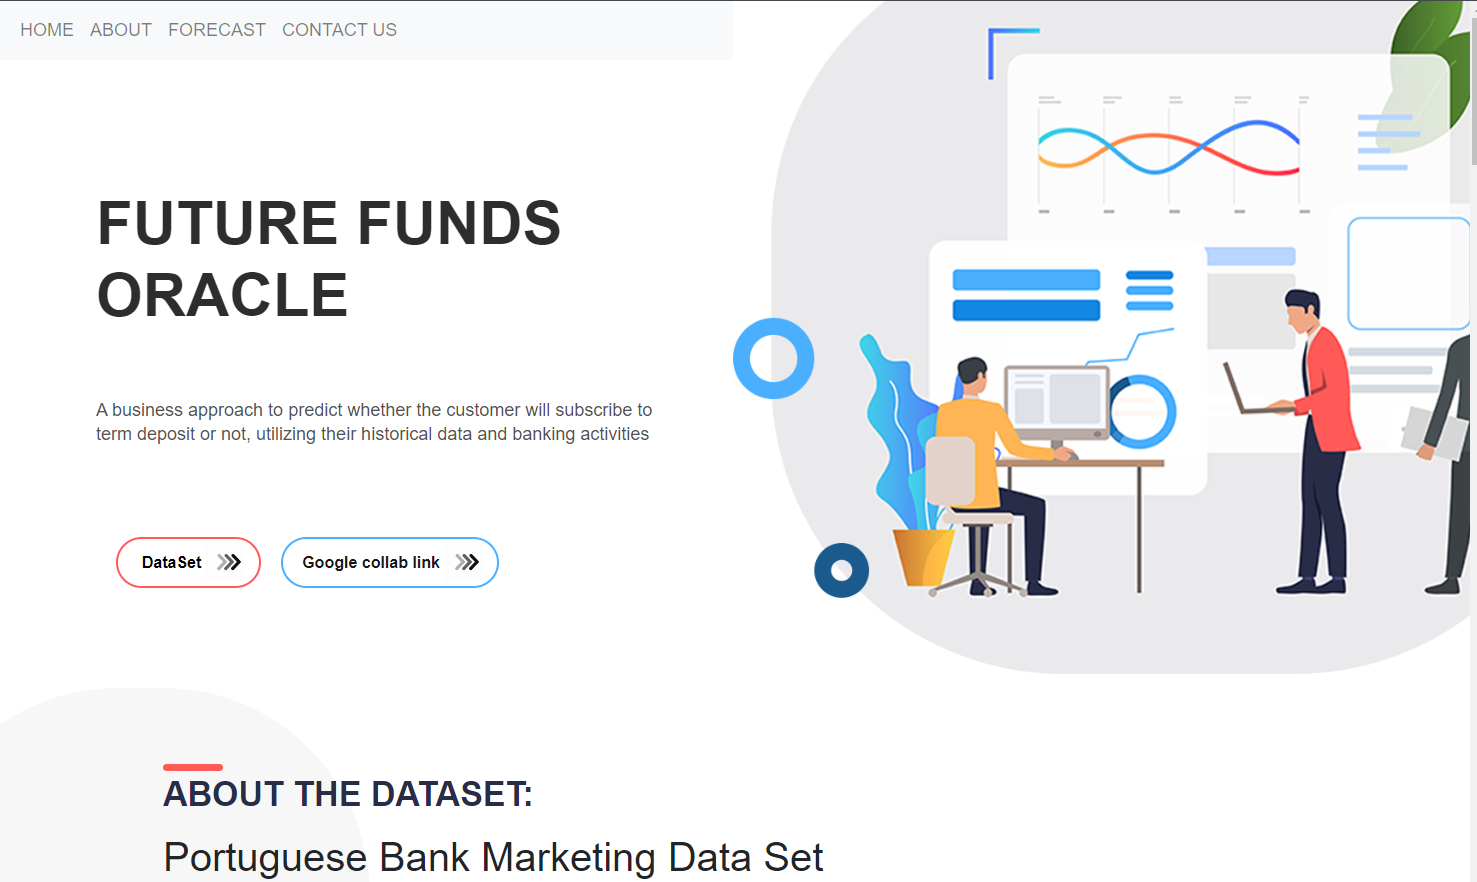 HOME ABOUT FORECAST CONTACT US
FUTURE FUNDS
ORACLE
A business approach to predict whether the customer will subscribe to
term deposit or not, utilizing their historical data and banking activities
DataSet
Google collab link
ABOUT THE DATASET:
Portuguese Bank Marketing Data Set